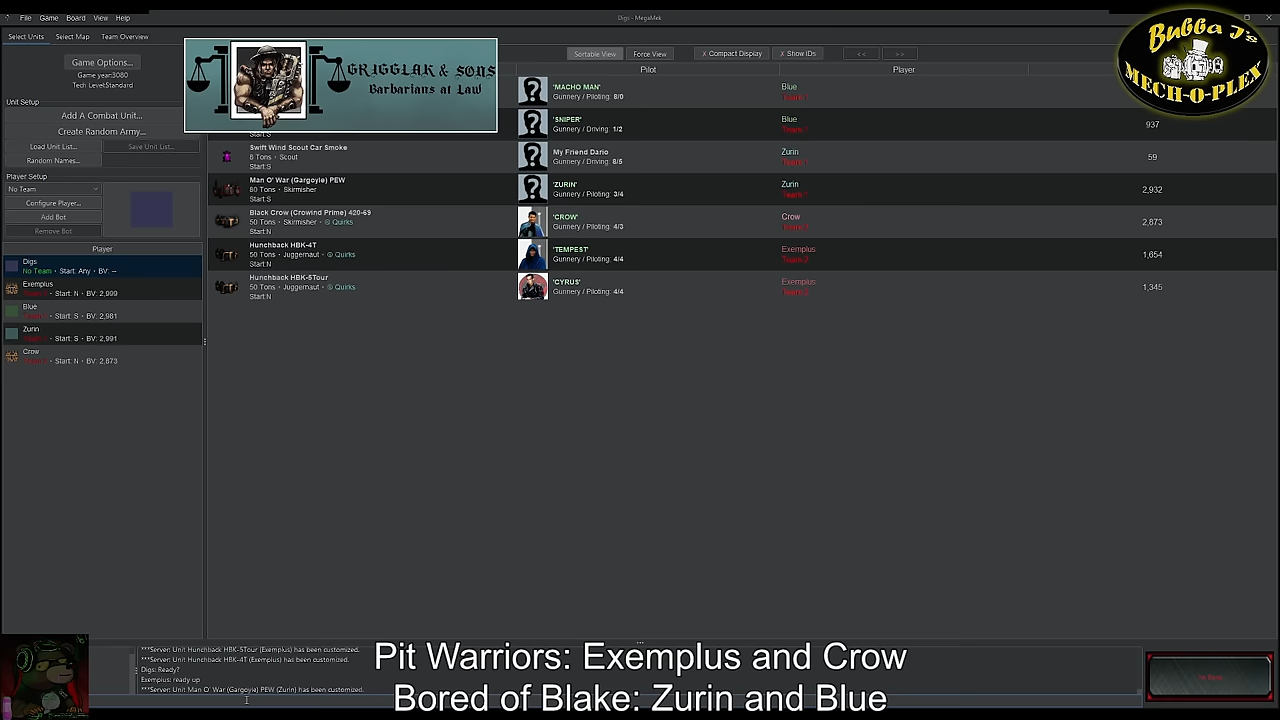 Digs - MegaMek
File Game Board View Help
Select Units Select Map Team Overview
Game Options...
Game year:3080
Tech Level:Standard
Unit Setup
Add A Combat Unit...
Create Random Army...
Load Unit List... Save Unit List...
Random Names...
Player Setup
No Team
Configure Player...
Add Bot
Remove Bot
Player
Digs
No Team · Start: Any · BV: --
Exemplus
Start: N · BV: 2,999
Blue
Start: S · BV: 2,981
Zurin
Start: S · BV: 2,991
Crow
Start: N · BV: 2,873
GRIGGLAK & SONS
Barbarians at Law
Sortable View Force View X Compact Display X Show IDs << >>
Pilot Player
'MACHO MAN' Blue
Gunnery / Piloting: 8/0
'SNIPER' Blue
Gunnery / Driving: 1/2 937
Start:S
Swift Wind Scout Car Smoke My Friend Dario Zurin
8 Tons · Scout Gunnery / Driving: 8/5 59
Start:S
Man O' War (Gargoyle) PEW 'ZURIN' Zurin
80 Tons · Skirmisher Gunnery / Piloting: 3/4 2,932
Start:S
Black Crow (Crowind Prime) 420-69 'CROW' Crow
50 Tons · Skirmisher · Quirks Gunnery / Piloting: 4/3 2,873
Start:N
Hunchback HBK-4T 'TEMPEST' Exemplus
50 Tons · Juggernaut · Quirks Gunnery / Piloting: 4/4 1,654
Start:N
Hunchback HBK-5Tour 'CYRUS' Exemplus
50 Tons · Juggernaut · Quirks Gunnery / Piloting: 4/4 1,345
Start:N
Bubba J's
MECH-O-PLEX
***Server: Unit Hunchback HBK-5Tour (Exemplus) has been customized.
***Server: Unit Hunchback HBK-4T (Exemplus) has been customized.
Digs: Ready?
Exemplus: ready up
***Server: Unit Man O' War (Gargoyle) PEW (Zurin) has been customized.
Pit Warriors: Exemplus and Crow
Bored of Blake: Zurin and Blue